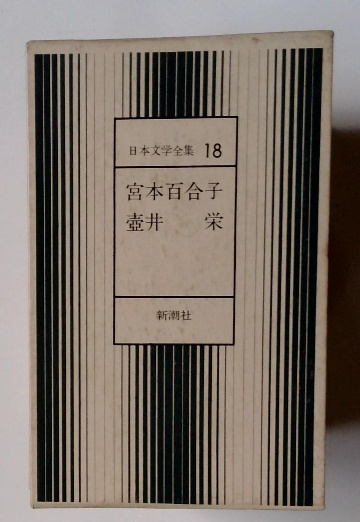 日本文学全集 18
宮本百合子
壺井 栄
新潮社